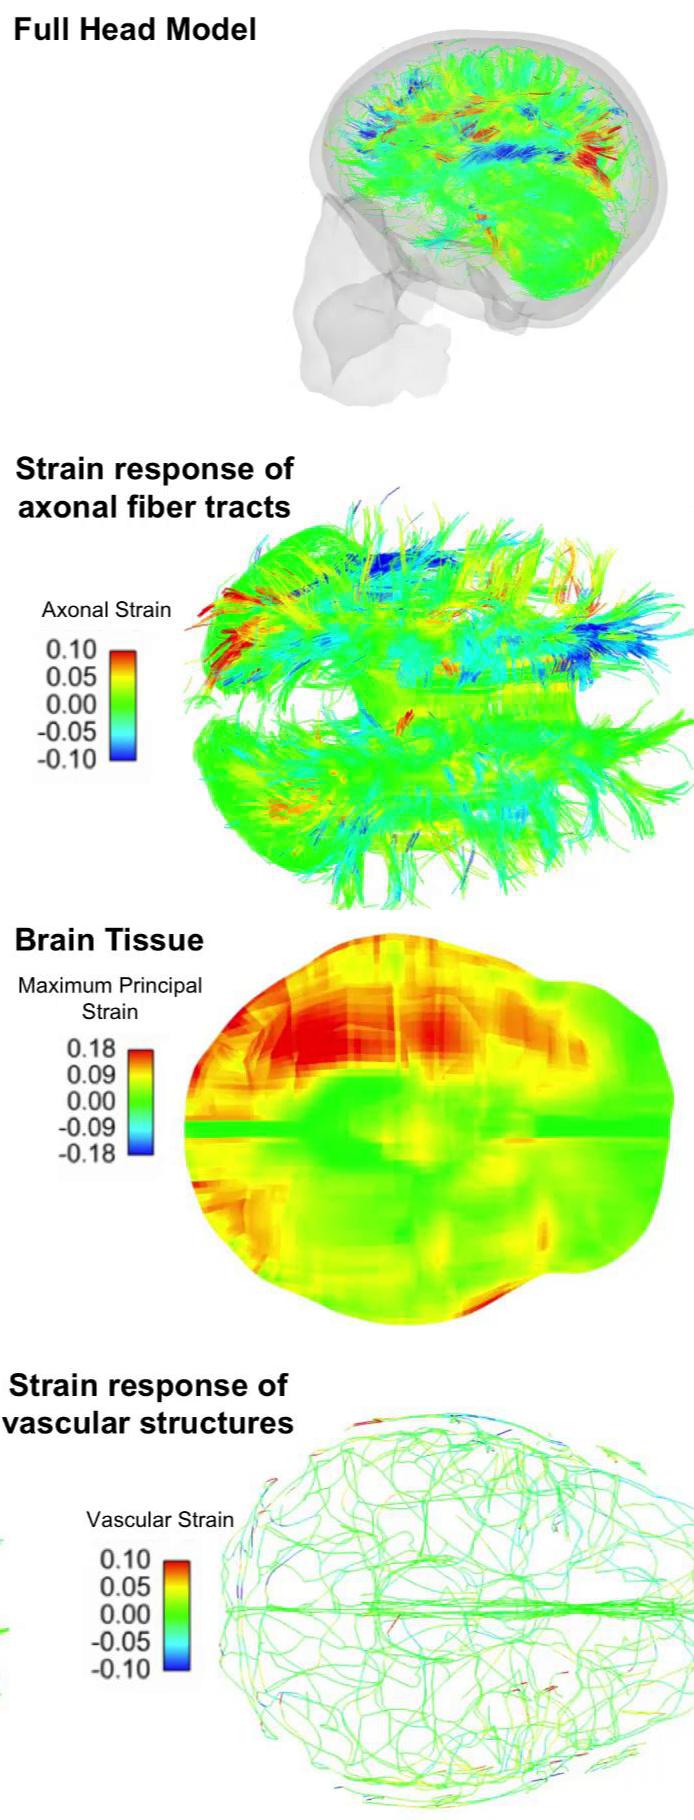 Full Head Model
Strain response of
axonal fiber tracts
Axonal Strain
0.10
0.05
0.00
-0.05
-0.10
Brain Tissue
Maximum Principal
Strain
0.18
0.09
0.00
-0.09
-0.18
Strain response of
vascular structures
Vascular Strain
0.10
0.05
0.00
-0.05
-0.10